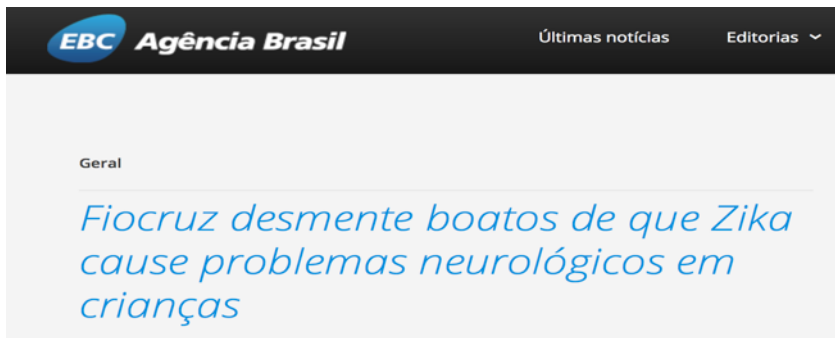 EBC Agência Brasil
Últimas notícias
Editorias
Geral
Fiocruz desmente boatos de que Zika
cause problemas neurológicos em
crianças